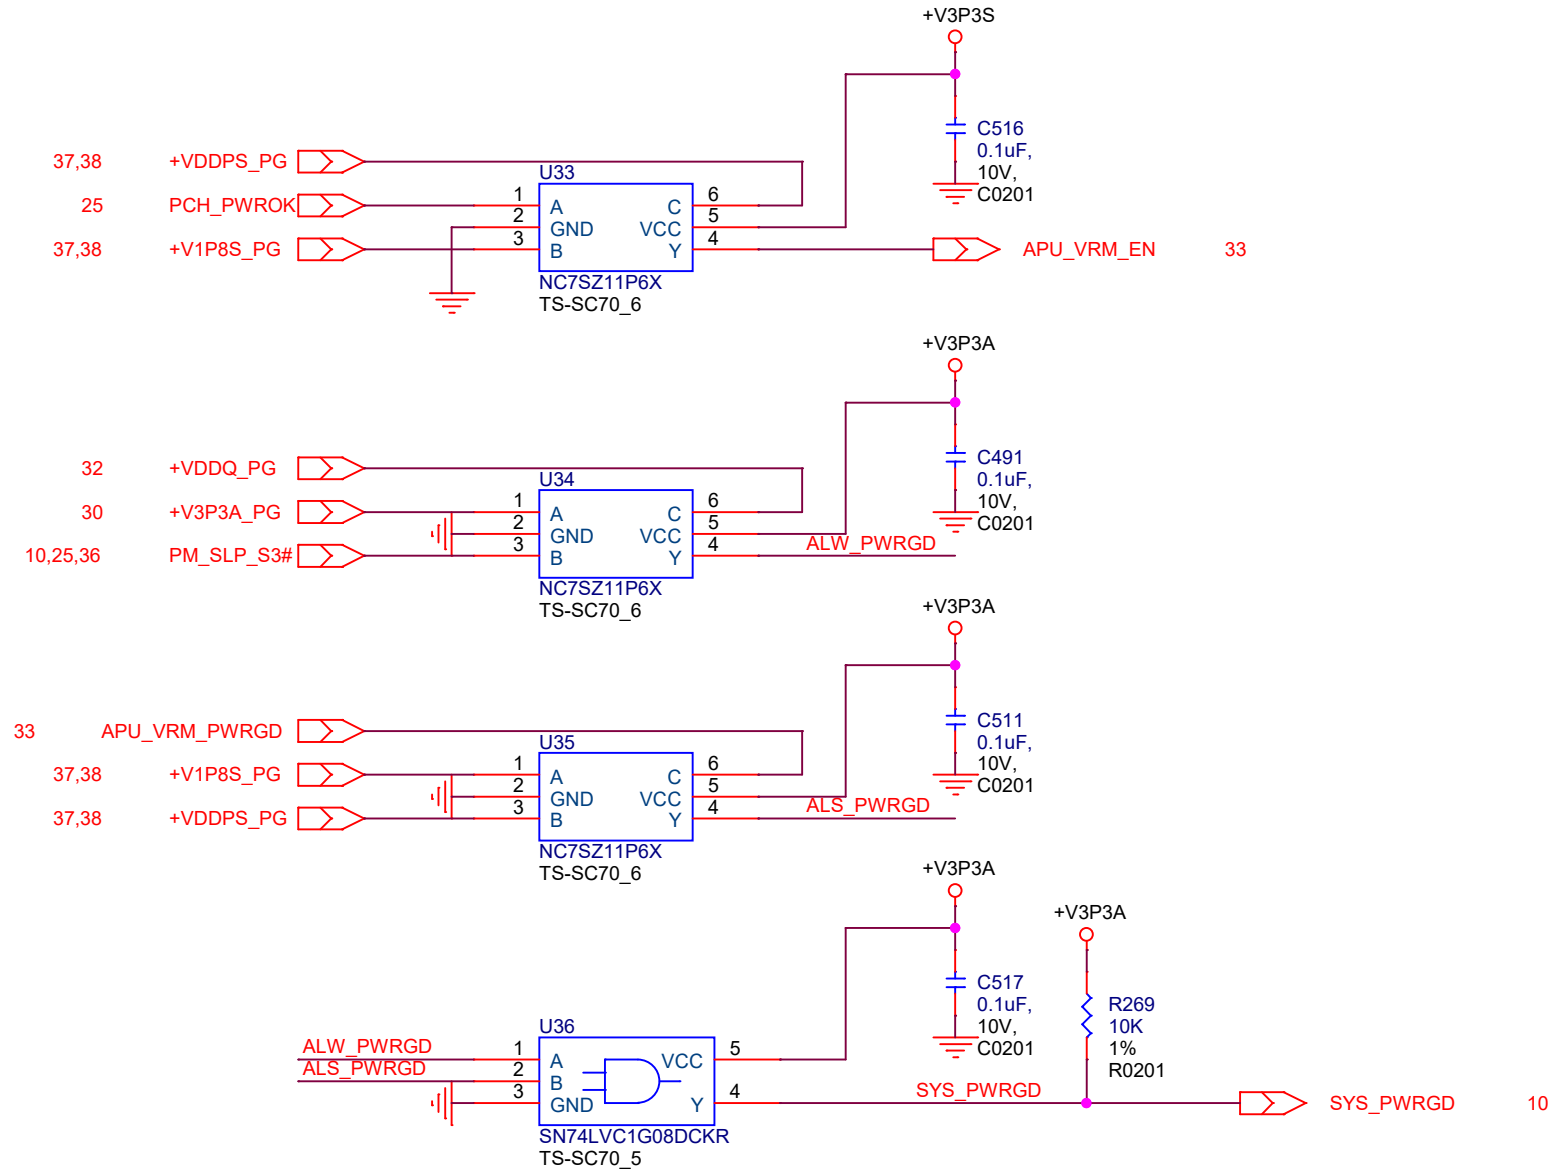 +V3P3S
C516
0.1uF,
10V,
C0201
37,38 +VDDPS_PG
25 PCH_PWROK
37,38 +V1P8S_PG
U33
1 A C 6
2 GND VCC 5
3 B Y 4
NC7SZ11P6X
TS-SC70_6
APU_VRM_EN 33
+V3P3A
C491
0.1uF,
10V,
C0201
32 +VDDQ_PG
30 +V3P3A_PG
10,25,36 PM_SLP_S3#
U34
1 A C 6
2 GND VCC 5
3 B Y 4
ALW_PWRGD
NC7SZ11P6X
TS-SC70_6
+V3P3A
C511
0.1uF,
10V,
C0201
33 APU_VRM_PWRGD
37,38 +V1P8S_PG
37,38 +VDDPS_PG
U35
1 A C 6
2 GND VCC 5
3 B Y 4
ALS_PWRGD
NC7SZ11P6X
TS-SC70_6
+V3P3A
C517
0.1uF,
10V,
C0201
+V3P3A
R269
10K
1%
R0201
U36
ALW_PWRGD 1 A VCC 5
ALS_PWRGD 2 B
3 GND Y 4
SN74LVC1G08DCKR
TS-SC70_5
SYS_PWRGD
SYS_PWRGD 10